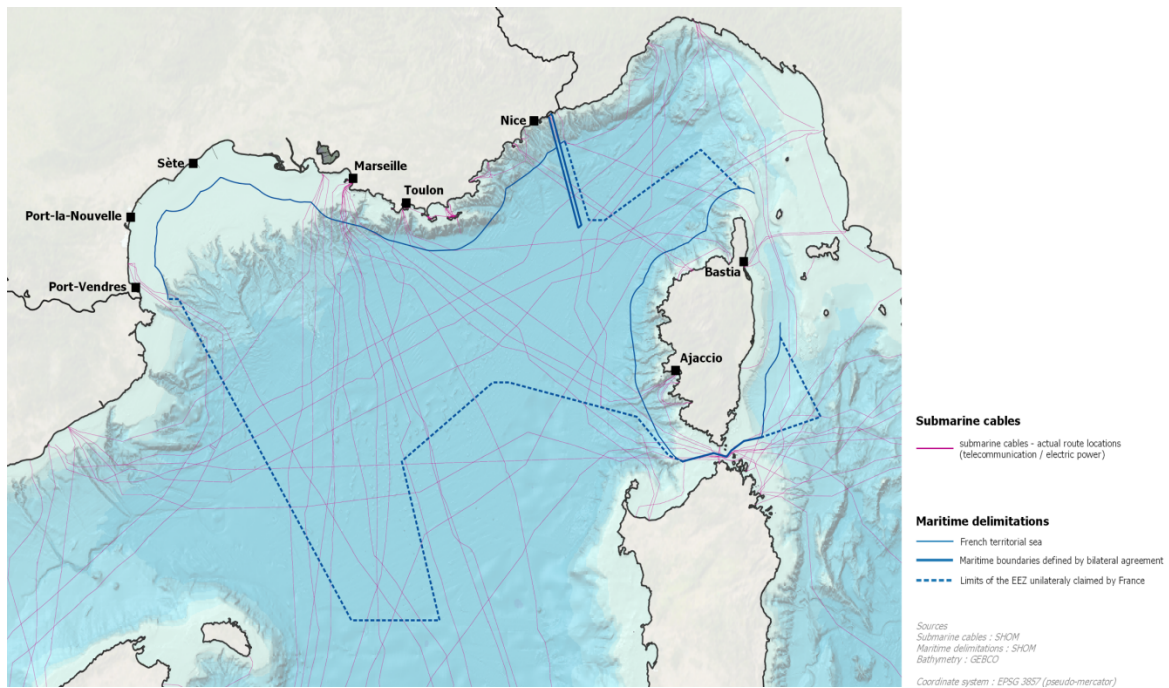 Nice
Sète
Marseille
Toulon
Port-la-Nouvelle
Port-Vendres
Bastia
Ajaccio
Submarine cables
submarine cables - actual route locations
(telecommunication / electric power)
Maritime delimitations
French territorial sea
Maritime boundaries defined by bilateral agreement
Limits of the EEZ unilateraly claimed by France
Sources
Submarine cables : SHOM
Maritime delimitations : SHOM
Bathymetry : GEBCO
Coordinate system : EPSG 3857 (pseudo-mercator)